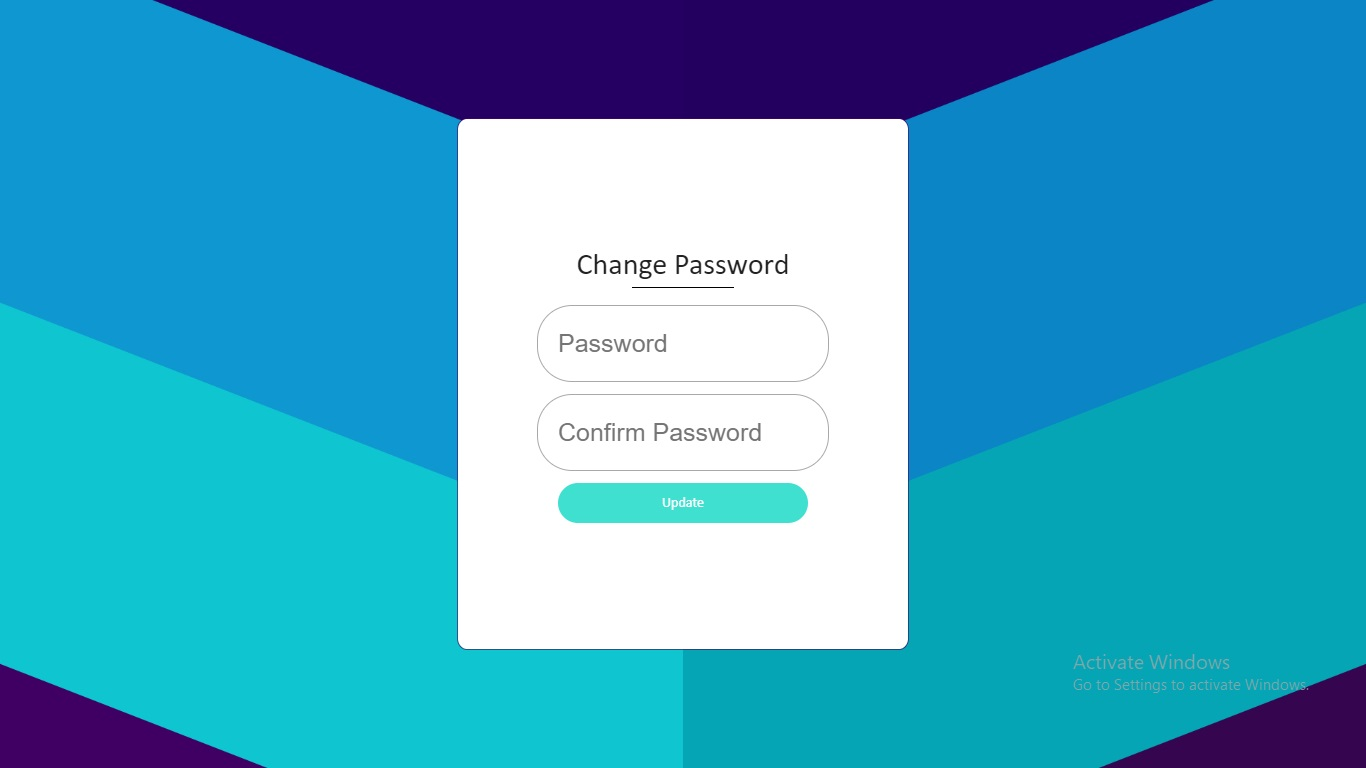 Change Password
Password
Confirm Password
Update
Activate Windows
Go to Settings to activate Windows.